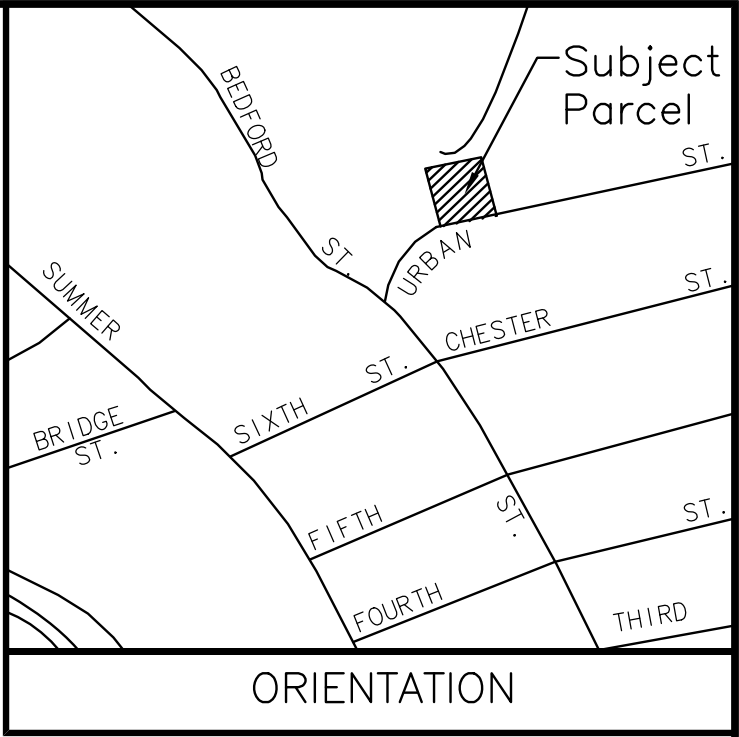 Subject
Parcel
BEDFORD
ST.
ST.
URBAN
SUMMER
ST.
CHESTER
ST.
SIXTH
BRIDGE
ST.
ST.
FIFTH
ST.
FOURTH
THIRD
ORIENTATION